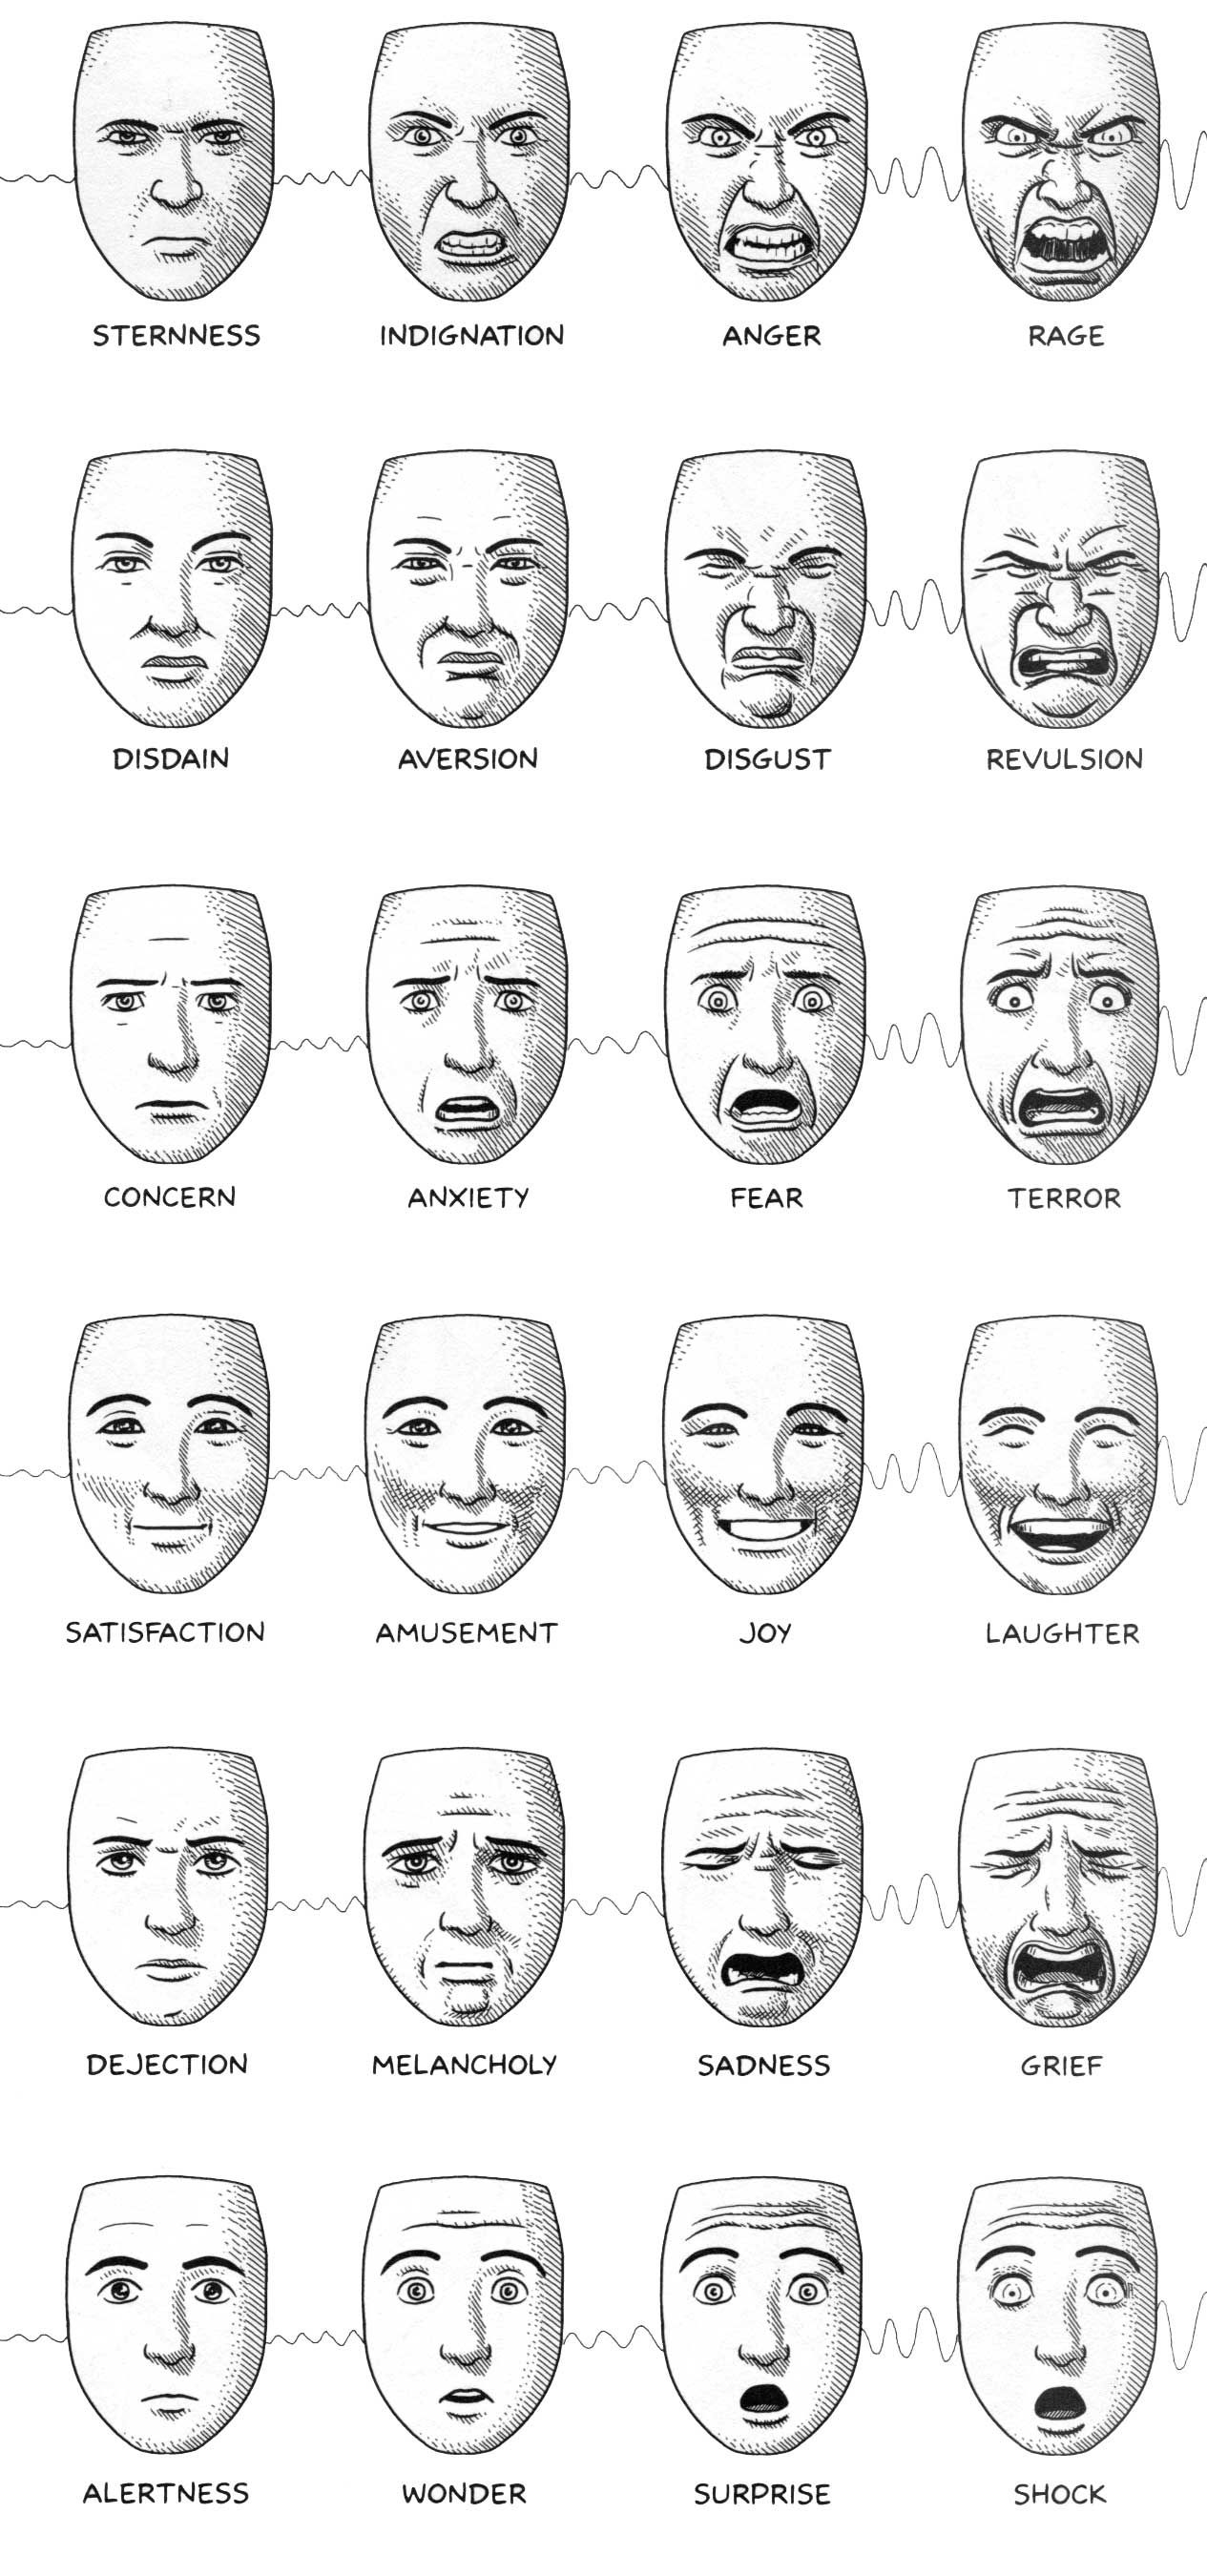 STERNNESS INDIGNATION ANGER RAGE
DISDAIN AVERSION DISGUST REVULSION
CONCERN ANXIETY FEAR TERROR
SATISFACTION AMUSEMENT JOY LAUGHTER
DEJECTION MELANCHOLY SADNESS GRIEF
ALERTNESS WONDER SURPRISE SHOCK